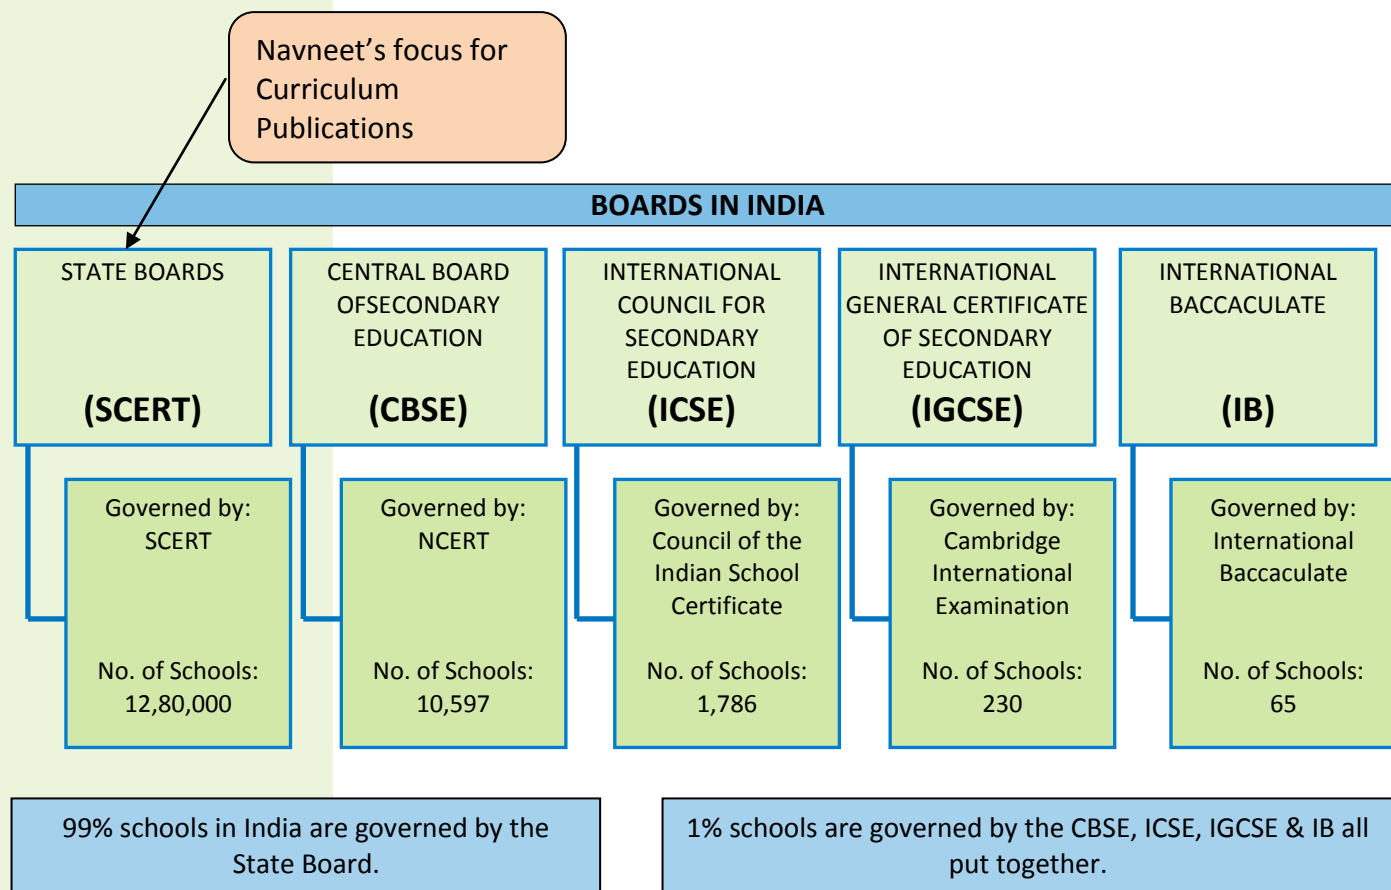 Navneet’s focus for
Curriculum
Publications
BOARDS IN INDIA
STATE BOARDS
(SCERT)
CENTRAL BOARD
OFSECONDARY
EDUCATION
(CBSE)
INTERNATIONAL
COUNCIL FOR
SECONDARY
EDUCATION
(ICSE)
INTERNATIONAL
GENERAL CERTIFICATE
OF SECONDARY
EDUCATION
(IGCSE)
INTERNATIONAL
BACCACULATE
(IB)
Governed by:
SCERT
No. of Schools:
12,80,000
Governed by:
NCERT
No. of Schools:
10,597
Governed by:
Council of the
Indian School
Certificate
No. of Schools:
1,786
Governed by:
Cambridge
International
Examination
No. of Schools:
230
Governed by:
International
Baccaculate
No. of Schools:
65
99% schools in India are governed by the
State Board.
1% schools are governed by the CBSE, ICSE, IGCSE & IB all
put together.